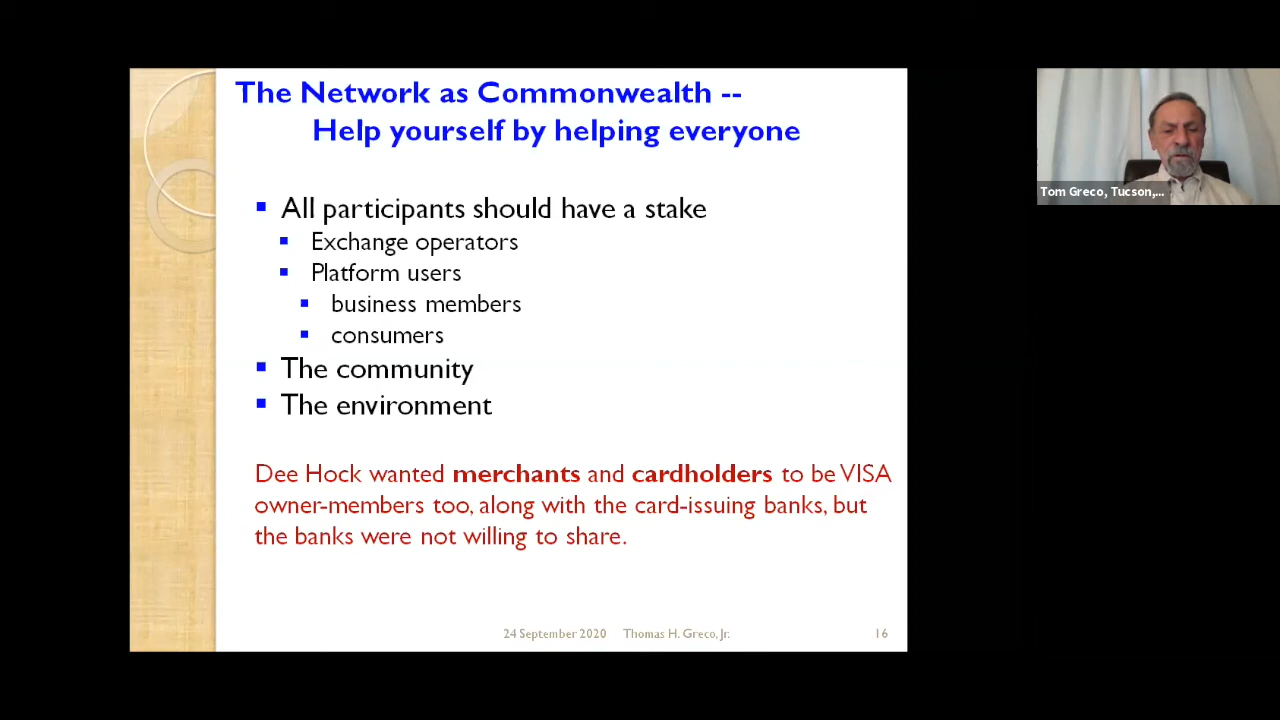 The Network as Commonwealth --
Help yourself by helping everyone
All participants should have a stake
Exchange operators
Platform users
business members
consumers
The community
The environment
Dee Hock wanted merchants and cardholders to be VISA
owner-members too, along with the card-issuing banks, but
the banks were not willing to share.
24 September 2020 Thomas H. Greco, Jr. 16
Tom Greco, Tucson,...